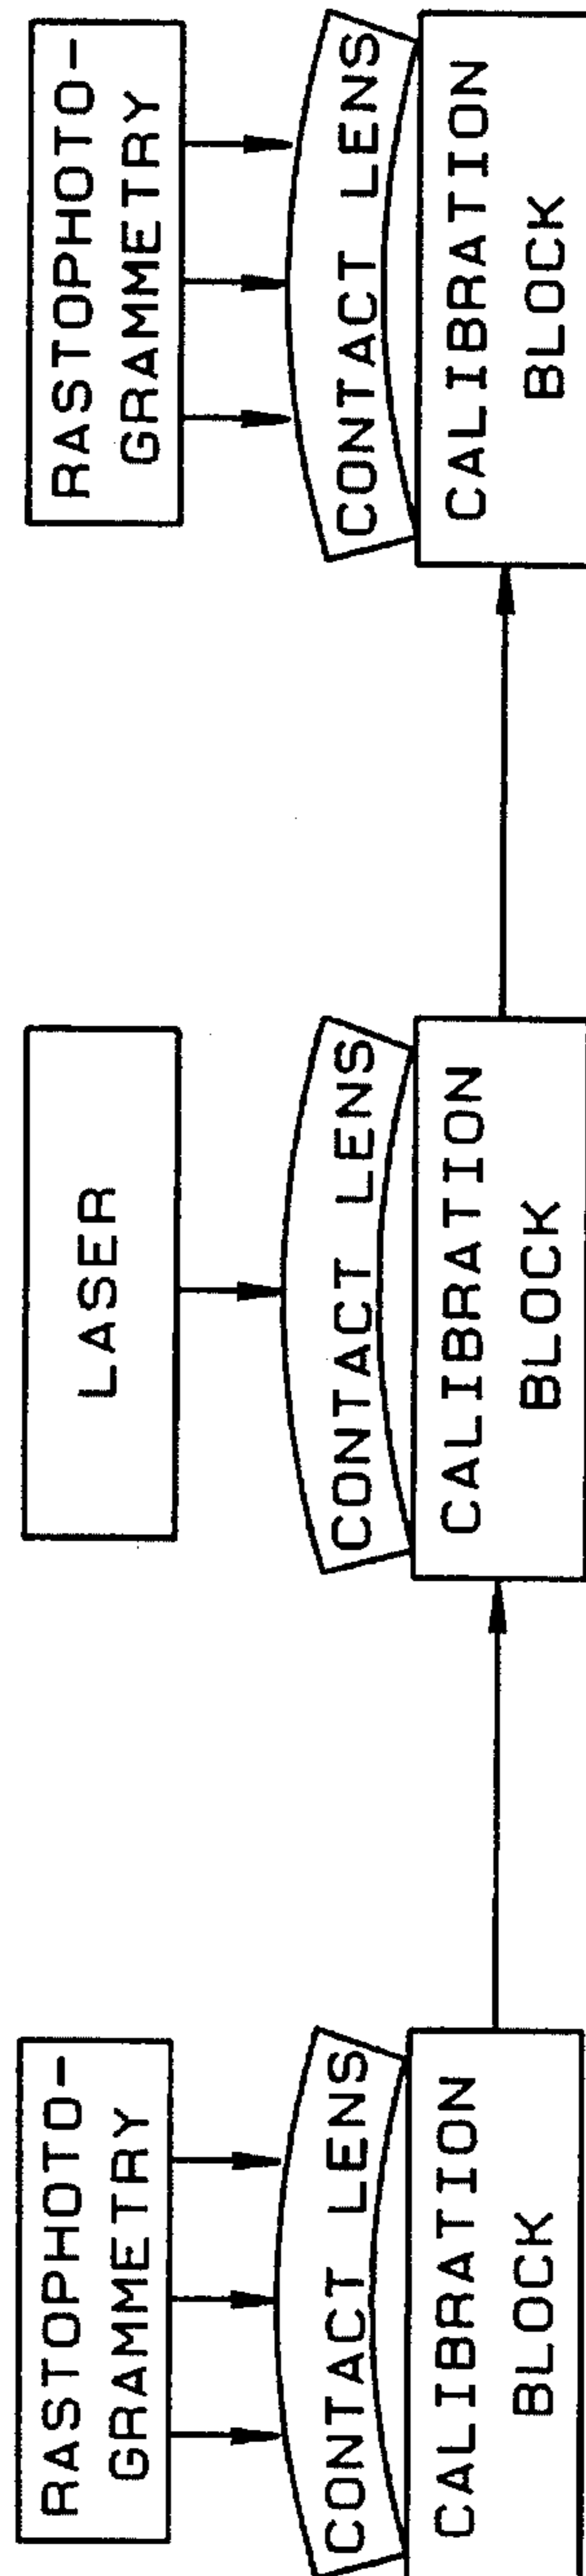 RASTOPHOTO-
GRAMMETRY
CONTACT LENS
CALIBRATION
BLOCK
LASER
CONTACT LENS
CALIBRATION
BLOCK
RASTOPHOTO-
GRAMMETRY
CONTACT LENS
CALIBRATION
BLOCK